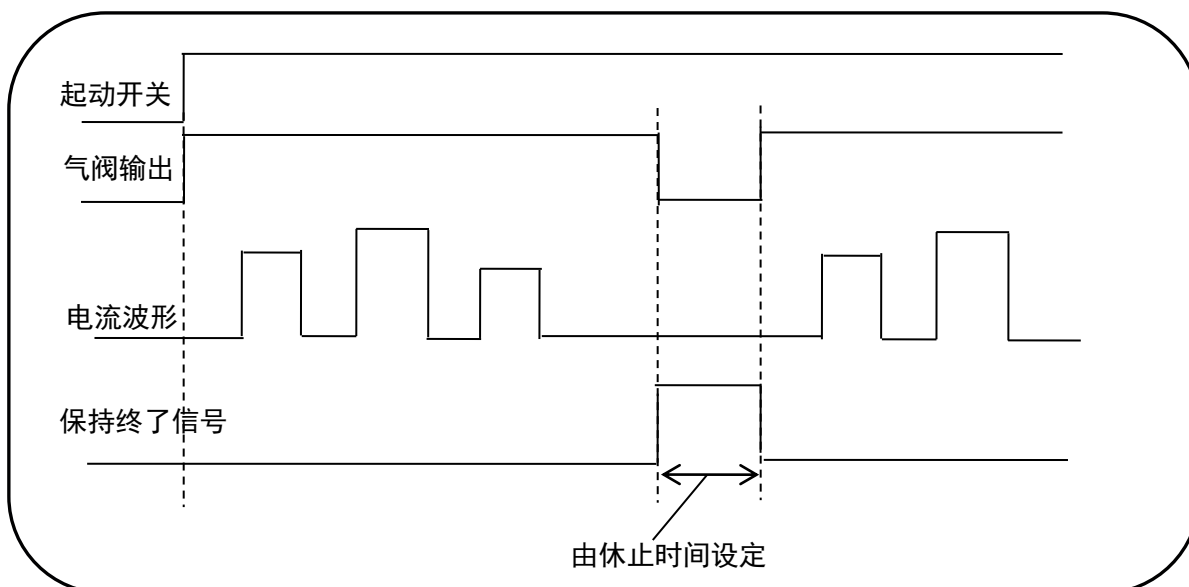 起动开关
气阀输出
电流波形
保持终了信号
由休止时间设定